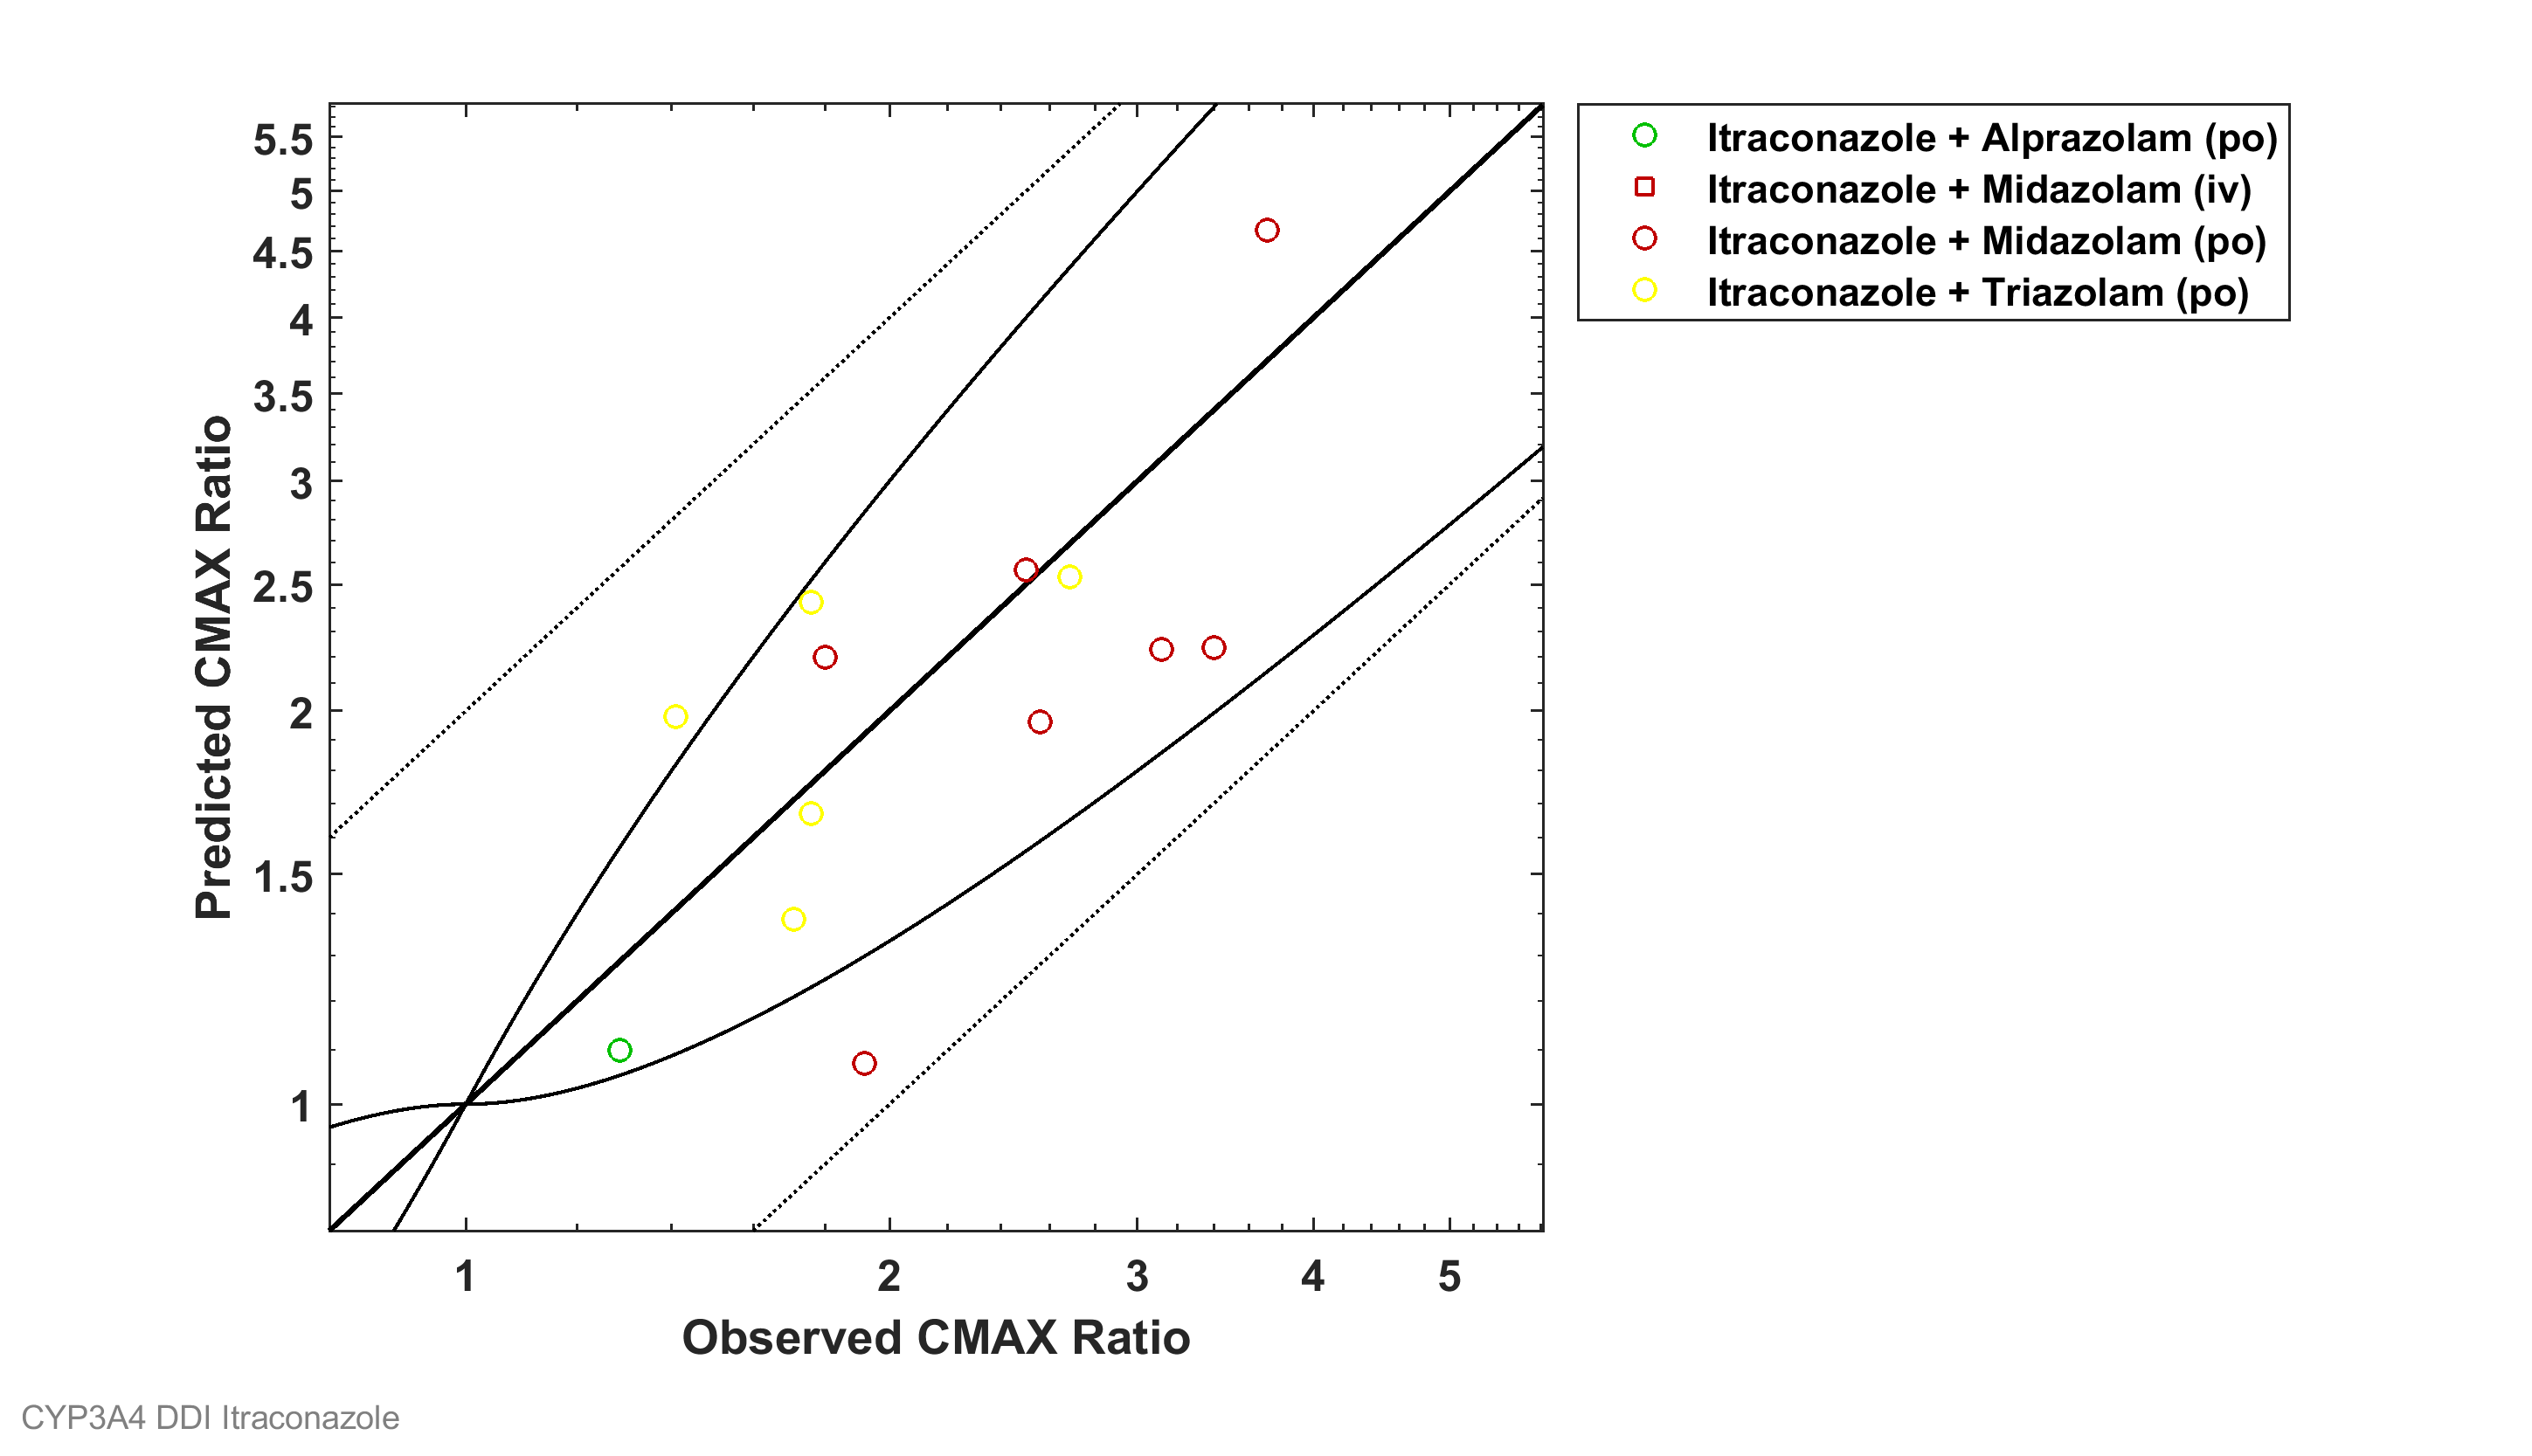 5.5
5
4.5
4
3.5
3
2.5
2
1.5
1
Predicted CMAX Ratio
1 2 3 4 5
Observed CMAX Ratio
Itraconazole + Alprazolam (po)
Itraconazole + Midazolam (iv)
Itraconazole + Midazolam (po)
Itraconazole + Triazolam (po)
CYP3A4 DDI Itraconazole